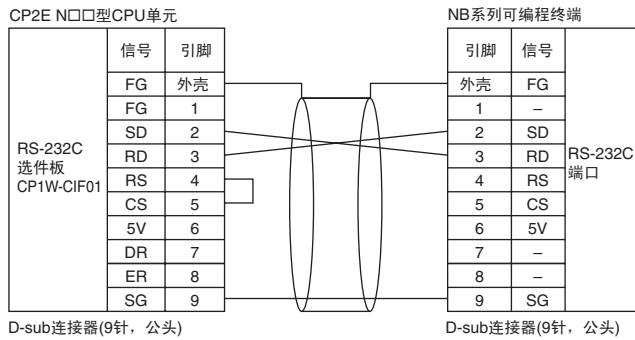 CP2E N□□型CPU单元
NB系列可编程终端
信号 引脚
引脚 信号
FG 外壳
外壳 FG
FG 1
1 –
SD 2
2 SD
RD 3
3 RD
RS 4
4 RS
CS 5
5 CS
5V 6
6 5V
DR 7
7 –
ER 8
8 –
SG 9
9 SG
RS-232C
选件板
CP1W-CIF01
RS-232C
端口
D-sub连接器(9针，公头)
D-sub连接器(9针，公头)